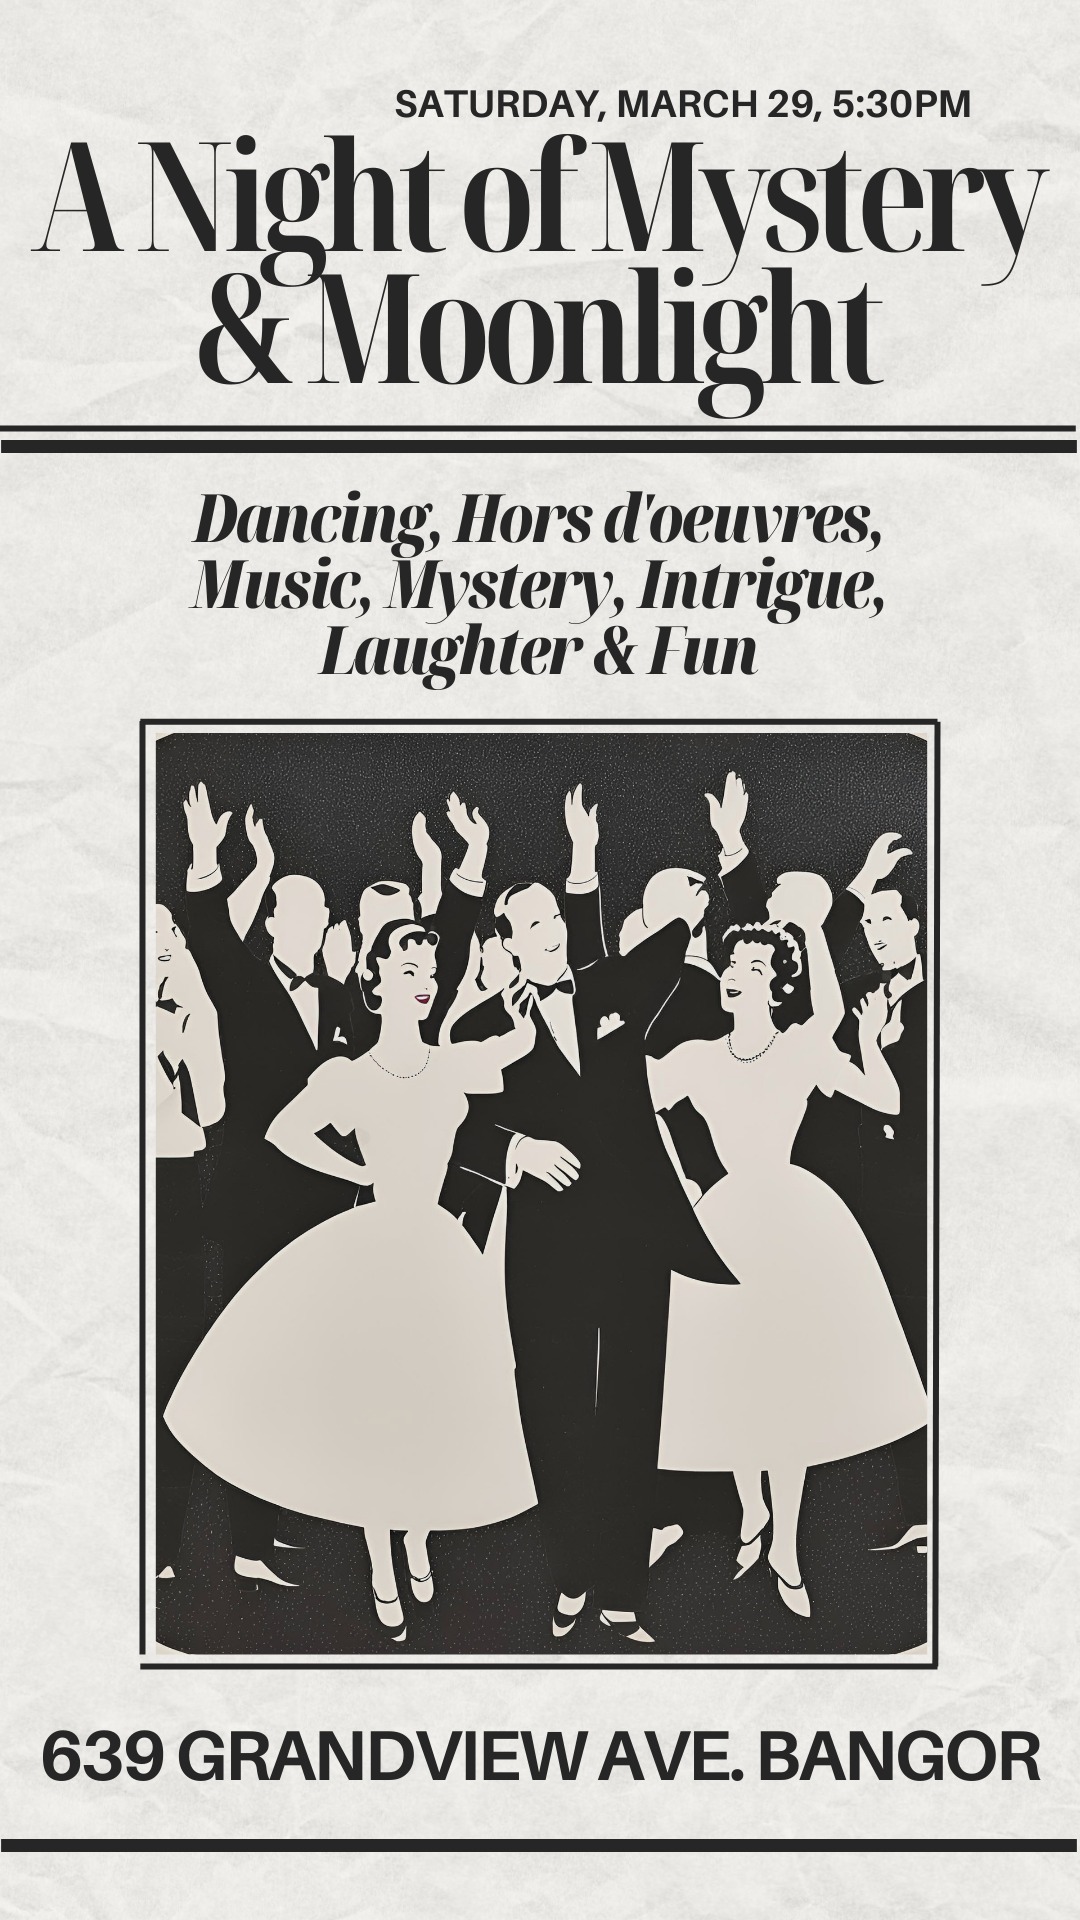 SATURDAY, MARCH 29, 5:30PM
A Night of Mystery
& Moonlight
Dancing, Hors d'oeuvres,
Music, Mystery, Intrigue,
Laughter & Fun
639 GRANDVIEW AVE. BANGOR